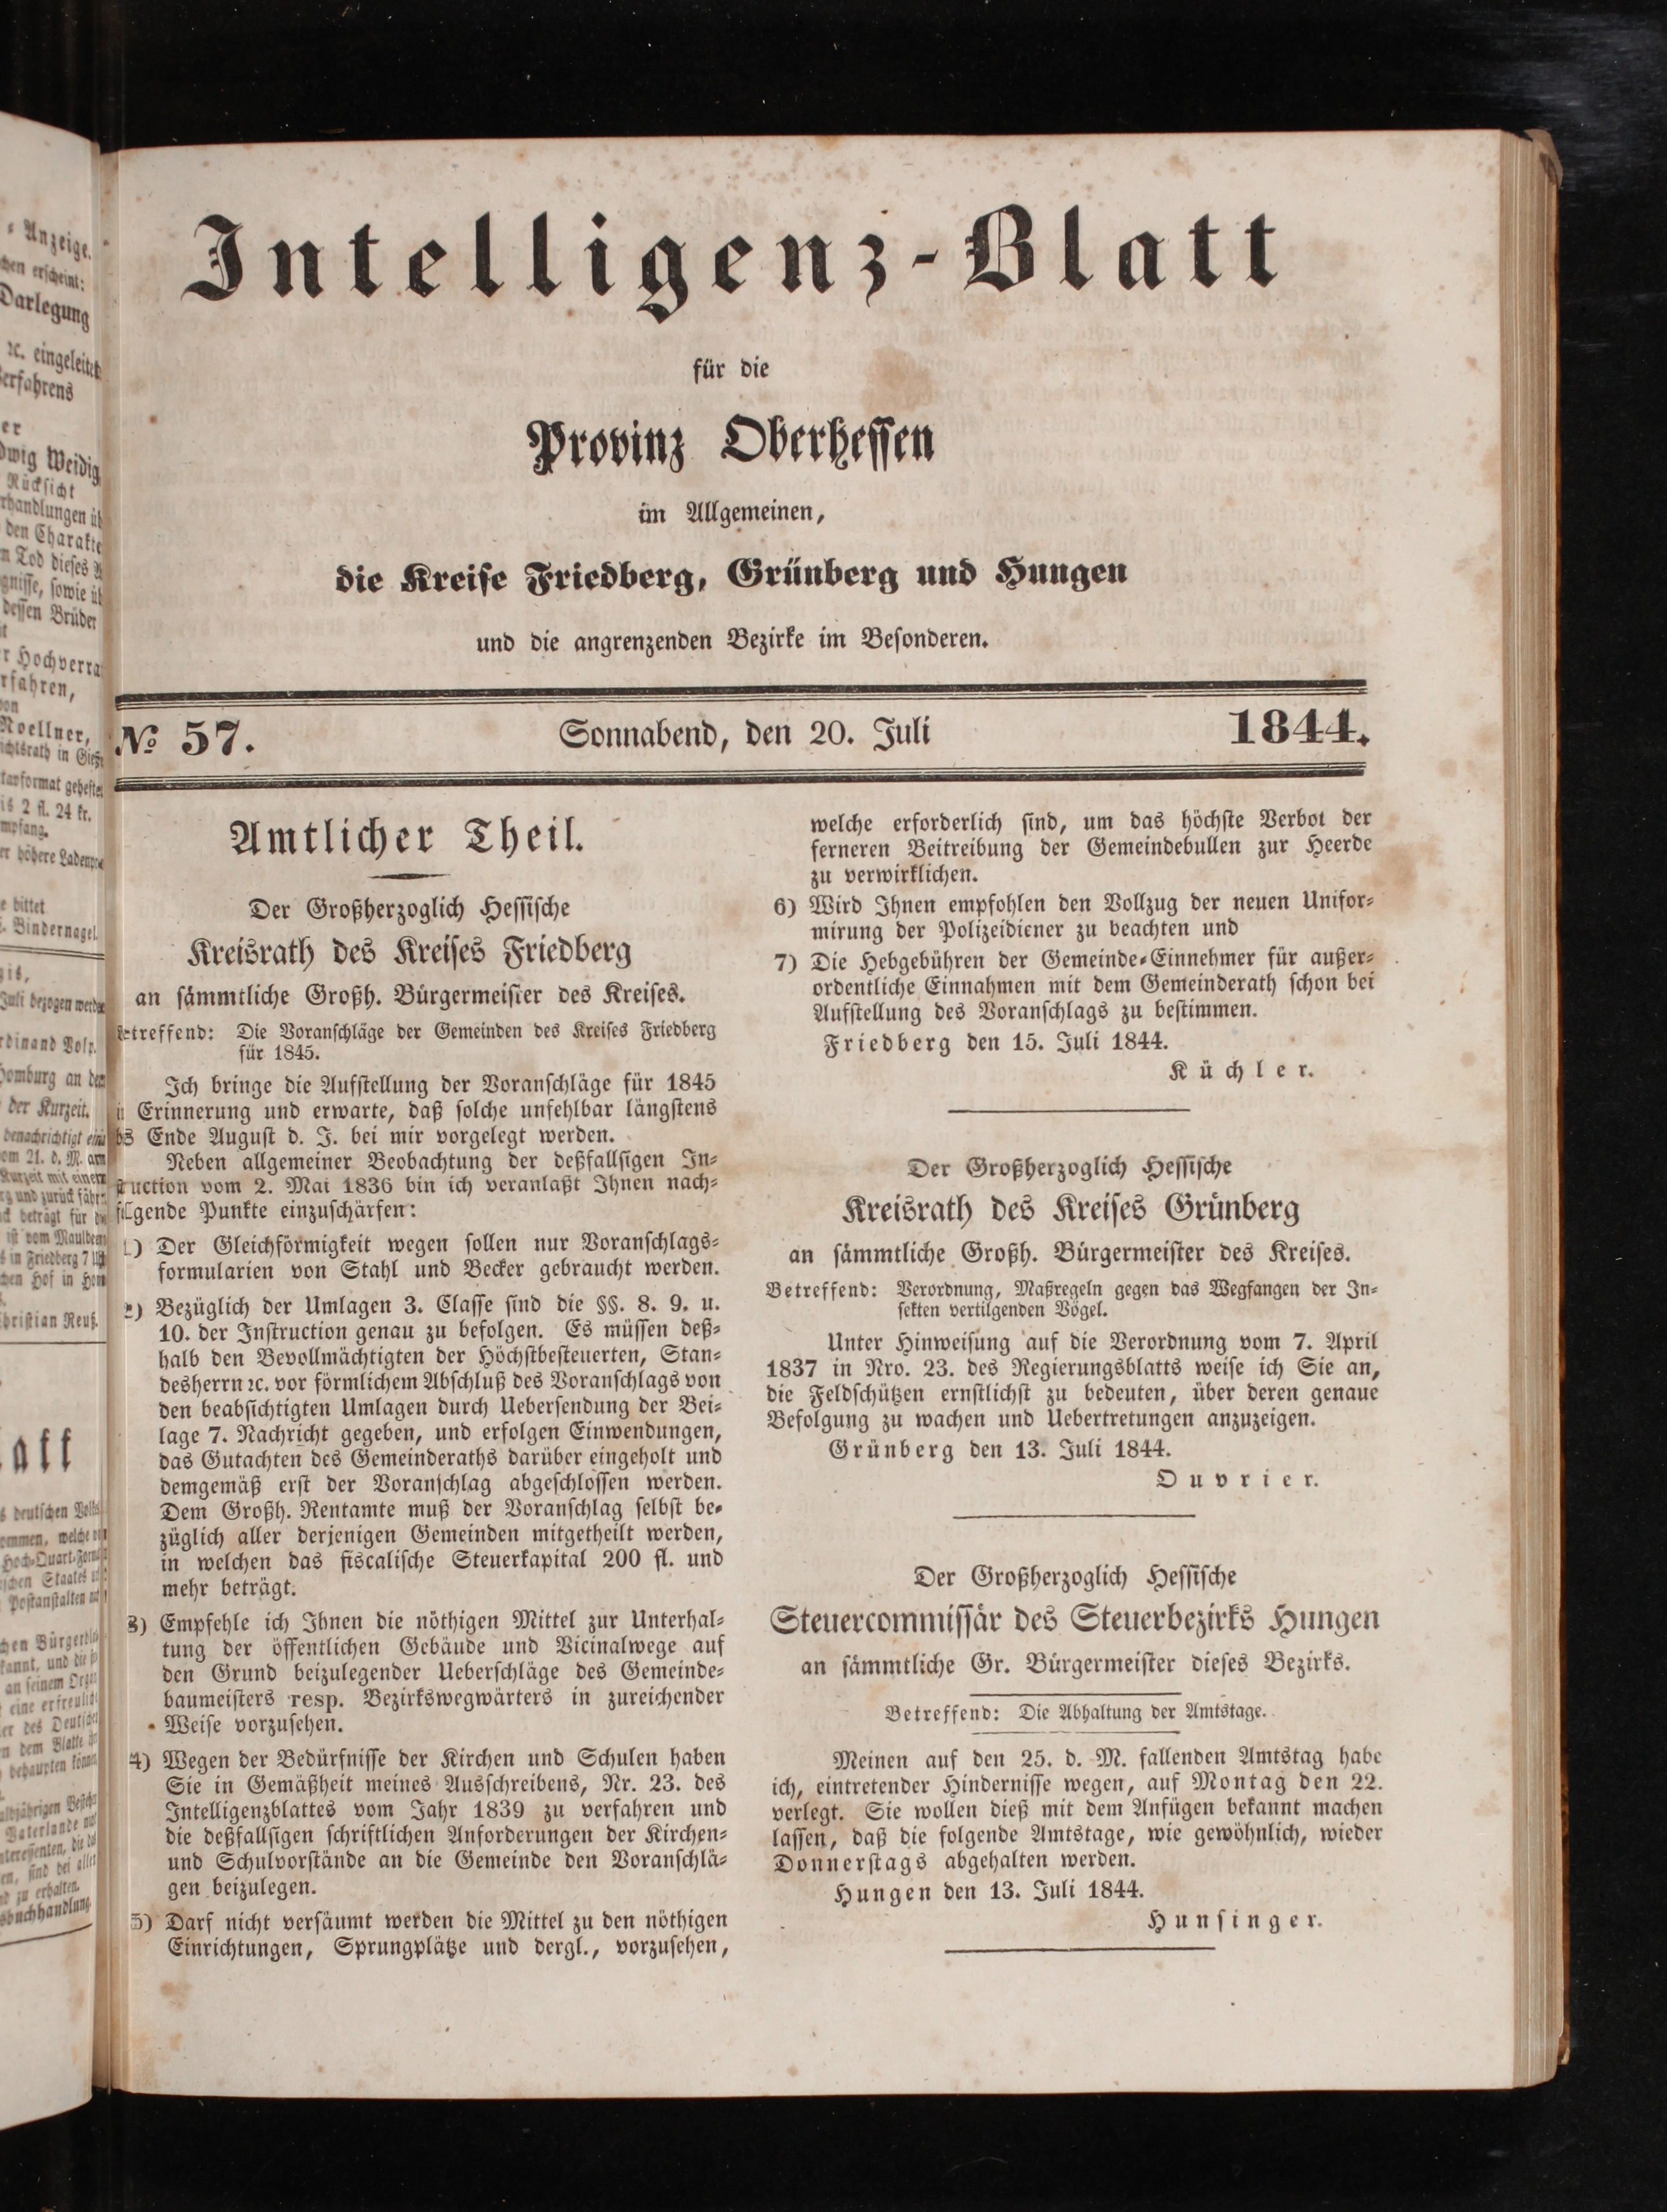 Intelligenz-Blatt
für die
Provinz Oberhessen
im Allgemeinen,
die Kreise Friedberg, Grünberg und Hungen
und die angrenzenden Bezirke im Besonderen.
№ 57. Sonnabend, den 20. Juli 1844.
Amtlicher Theil.
Der Großherzoglich Hessische
Kreisrath des Kreises Friedberg
an sämmtliche Großh. Bürgermeister des Kreises.
Betreffend: Die Voranschläge der Gemeinden des Kreises Friedberg
für 1845.
Ich bringe die Aufstellung der Voranschläge für 1845
in Erinnerung und erwarte, daß solche unfehlbar längstens
bis Ende August d. J. bei mir vorgelegt werden.
Neben allgemeiner Beobachtung der deßfallsigen In-
struction vom 2. Mai 1836 bin ich veranlaßt Ihnen nach-
folgende Punkte einzuschärfen:
1) Der Gleichförmigkeit wegen sollen nur Voranschlags-
formularien von Stahl und Becker gebraucht werden.
2) Bezüglich der Umlagen 3. Classe sind die §§. 8. 9. u.
10. der Instruction genau zu befolgen. Es müssen deß-
halb den Bevollmächtigten der Höchstbesteuerten, Stan-
desherrn ꝛc. vor förmlichem Abschluß des Voranschlags von
den beabsichtigten Umlagen durch Uebersendung der Bei-
lage 7. Nachricht gegeben, und erfolgen Einwendungen,
das Gutachten des Gemeinderaths darüber eingeholt und
demgemäß erst der Voranschlag abgeschlossen werden.
Dem Großh. Rentamte muß der Voranschlag selbst be-
züglich aller derjenigen Gemeinden mitgetheilt werden,
in welchen das fiscalische Steuerkapital 200 fl. und
mehr beträgt.
3) Empfehle ich Ihnen die nöthigen Mittel zur Unterhal-
tung der öffentlichen Gebäude und Vicinalwege auf
den Grund beizulegender Ueberschläge des Gemeinde-
baumeisters resp. Bezirkswegwärters in zureichender
Weise vorzusehen.
4) Wegen der Bedürfnisse der Kirchen und Schulen haben
Sie in Gemäßheit meines Ausschreibens, Nr. 23. des
Intelligenzblattes vom Jahr 1839 zu verfahren und
die deßfallsigen schriftlichen Anforderungen der Kirchen-
und Schulvorstände an die Gemeinde den Voranschlä-
gen beizulegen.
5) Darf nicht versäumt werden die Mittel zu den nöthigen
Einrichtungen, Sprungplätze und dergl., vorzusehen,
welche erforderlich sind, um das höchste Verbot der
ferneren Beitreibung der Gemeindebullen zur Heerde
zu verwirklichen.
6) Wird Ihnen empfohlen den Vollzug der neuen Unifor-
mirung der Polizeidiener zu beachten und
7) Die Hebgebühren der Gemeinde-Einnehmer für außer-
ordentliche Einnahmen mit dem Gemeinderath schon bei
Aufstellung des Voranschlags zu bestimmen.
Friedberg den 15. Juli 1844.
Küchler.
Der Großherzoglich Hessische
Kreisrath des Kreises Grünberg
an sämmtliche Großh. Bürgermeister des Kreises.
Betreffend: Verordnung, Maßregeln gegen das Wegfangen der In-
sekten vertilgenden Vögel.
Unter Hinweisung auf die Verordnung vom 7. April
1837 in Nro. 23. des Regierungsblatts weise ich Sie an,
die Feldschützen ernstlichst zu bedeuten, über deren genaue
Befolgung zu wachen und Uebertretungen anzuzeigen.
Grünberg den 13. Juli 1844.
Ouvrier.
Der Großherzoglich Hessische
Steuercommissär des Steuerbezirks Hungen
an sämmtliche Gr. Bürgermeister dieses Bezirks.
Betreffend: Die Abhaltung der Amtstage.
Meinen auf den 25. d. M. fallenden Amtstag habe
ich, eintretender Hindernisse wegen, auf Montag den 22.
verlegt. Sie wollen dieß mit dem Anfügen bekannt machen
lassen, daß die folgende Amtstage, wie gewöhnlich, wieder
Donnerstags abgehalten werden.
Hungen den 13. Juli 1844.
Hunsinger.